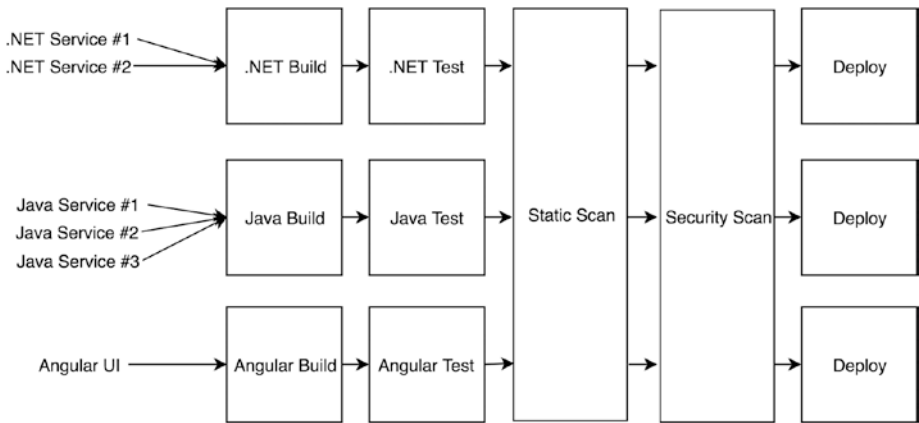 .NET Service #1
.NET Service #2
.NET Build
.NET Test
Deploy
Java Service #1
Java Service #2
Java Service #3
Java Build
Java Test
Static Scan
Security Scan
Deploy
Angular UI
Angular Build
Angular Test
Deploy